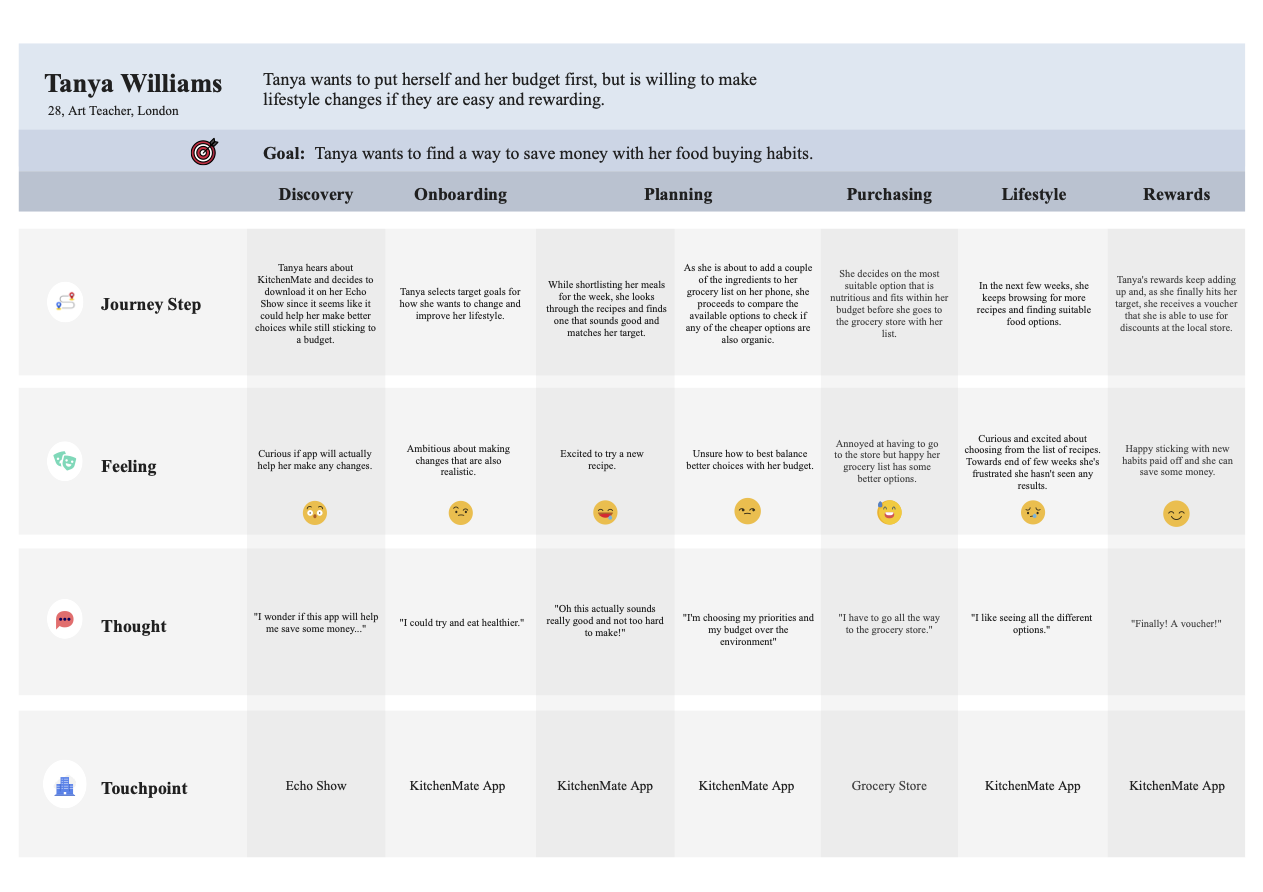 Tanya Williams
28, Art Teacher, London
Tanya wants to put herself and her budget first, but is willing to make
lifestyle changes if they are easy and rewarding.
Goal: Tanya wants to find a way to save money with her food buying habits.
Discovery
Onboarding
Planning
Purchasing
Lifestyle
Rewards
Journey Step
Tanya hears about
KitchenMate and decides to
download it on her Echo
Show since it seems like it
could help her make better
choices while still sticking to
a budget.
Tanya selects target goals for
how she wants to change and
improve her lifestyle.
While shortlisting her meals
for the week, she looks
through the recipes and finds
one that sounds good and
matches her target.
As she is about to add a couple
of the ingredients to her
grocery list on her phone, she
proceeds to compare the
available options to check if
any of the cheaper options are
also organic.
She decides on the most
suitable option that is
nutritious and fits within her
budget before she goes to
the grocery store with her
list.
In the next few weeks, she
keeps browsing for more
recipes and finding suitable
food options.
Tanya's rewards keep adding
up and, as she finally hits her
target, she receives a voucher
that she is able to use for
discounts at the local store.
Feeling
Curious if app will actually
help her make any changes.
Ambitious about making
changes that are also
realistic.
Excited to try a new
recipe.
Unsure how to best balance
better choices with her budget.
Annoyed at having to go
to the store but happy her
grocery list has some
better options.
Curious and excited about
choosing from the list of recipes.
Towards end of few weeks she's
frustrated she hasn't seen any
results.
Happy sticking with new
habits paid off and she can
save some money.
Thought
"I wonder if this app will help
me save some money..."
"I could try and eat healthier."
"Oh this actually sounds
really good and not too hard
to make!"
"I'm choosing my priorities and
my budget over the
environment"
"I have to go all the way
to the grocery store."
"I like seeing all the different
options."
"Finally! A voucher!"
Touchpoint
Echo Show
KitchenMate App
KitchenMate App
KitchenMate App
Grocery Store
KitchenMate App
KitchenMate App